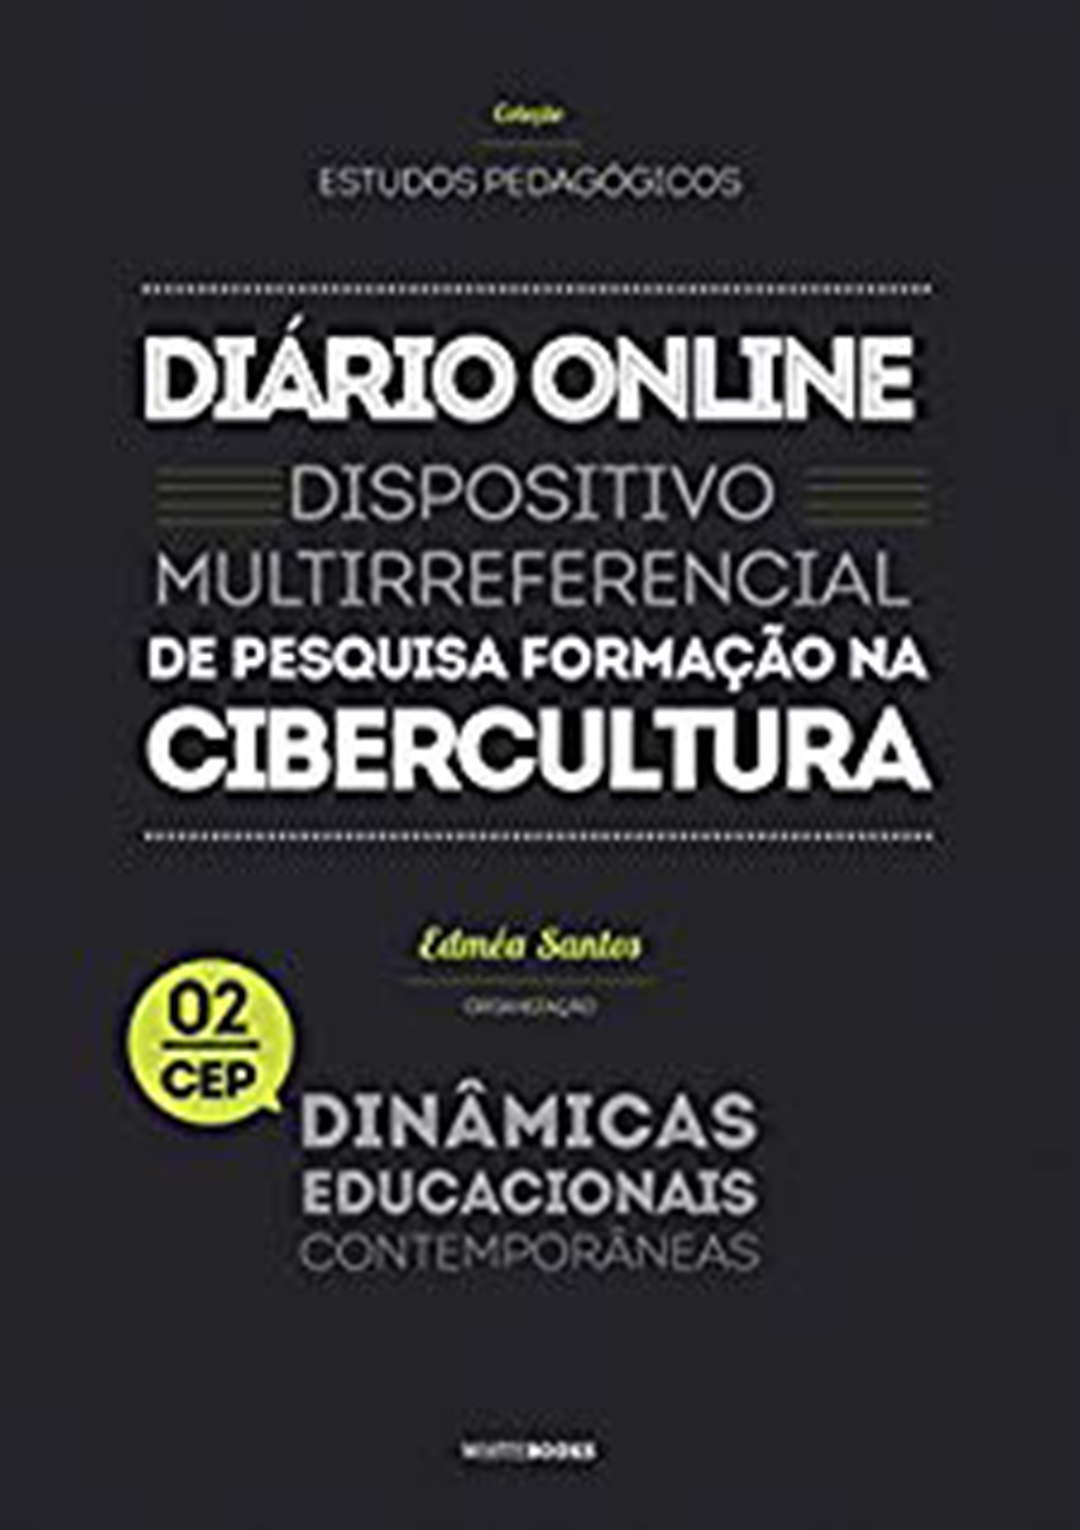 Coleção
ESTUDOS PEDAGÓGICOS
DIÁRIO ONLINE
DISPOSITIVO
MULTIRREFERENCIAL
DE PESQUISA FORMAÇÃO NA
CIBERCULTURA
Edméa Santos
ORGANIZAÇÃO
02
CEP
DINÂMICAS
EDUCACIONAIS
CONTEMPORÂNEAS
WHITEBOOKS